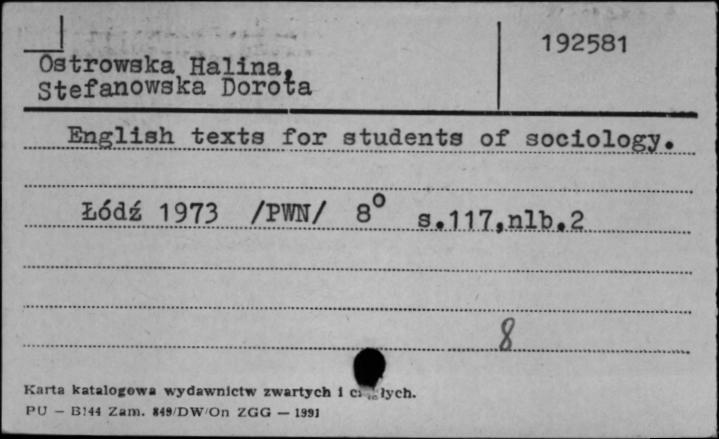 192581
Ostrowska Halina,
Stefanowska Dorota
English texts for students of sociology.
Łódź 1973 /PWN/ 8° s.117,nlb.2
8
Karta katalogowa wydawnictw zwartych i
PU — B144 Zam. 849/DW/On ZGG — 1991